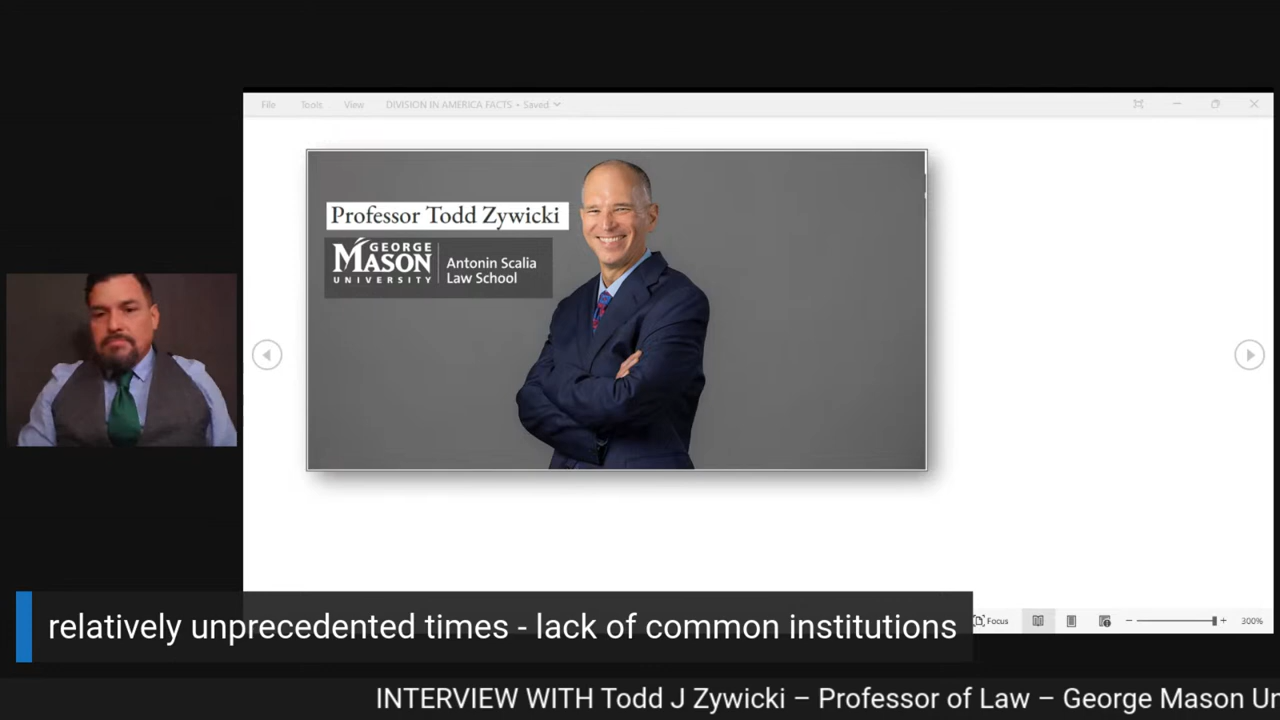 File Tools View DIVISION IN AMERICA FACTS • Saved
Professor Todd Zywicki
GEORGE
MASON
UNIVERSITY
Antonin Scalia
Law School
relatively unprecedented times - lack of common institutions
Focus
300%
INTERVIEW WITH Todd J Zywicki – Professor of Law – George Mason Un